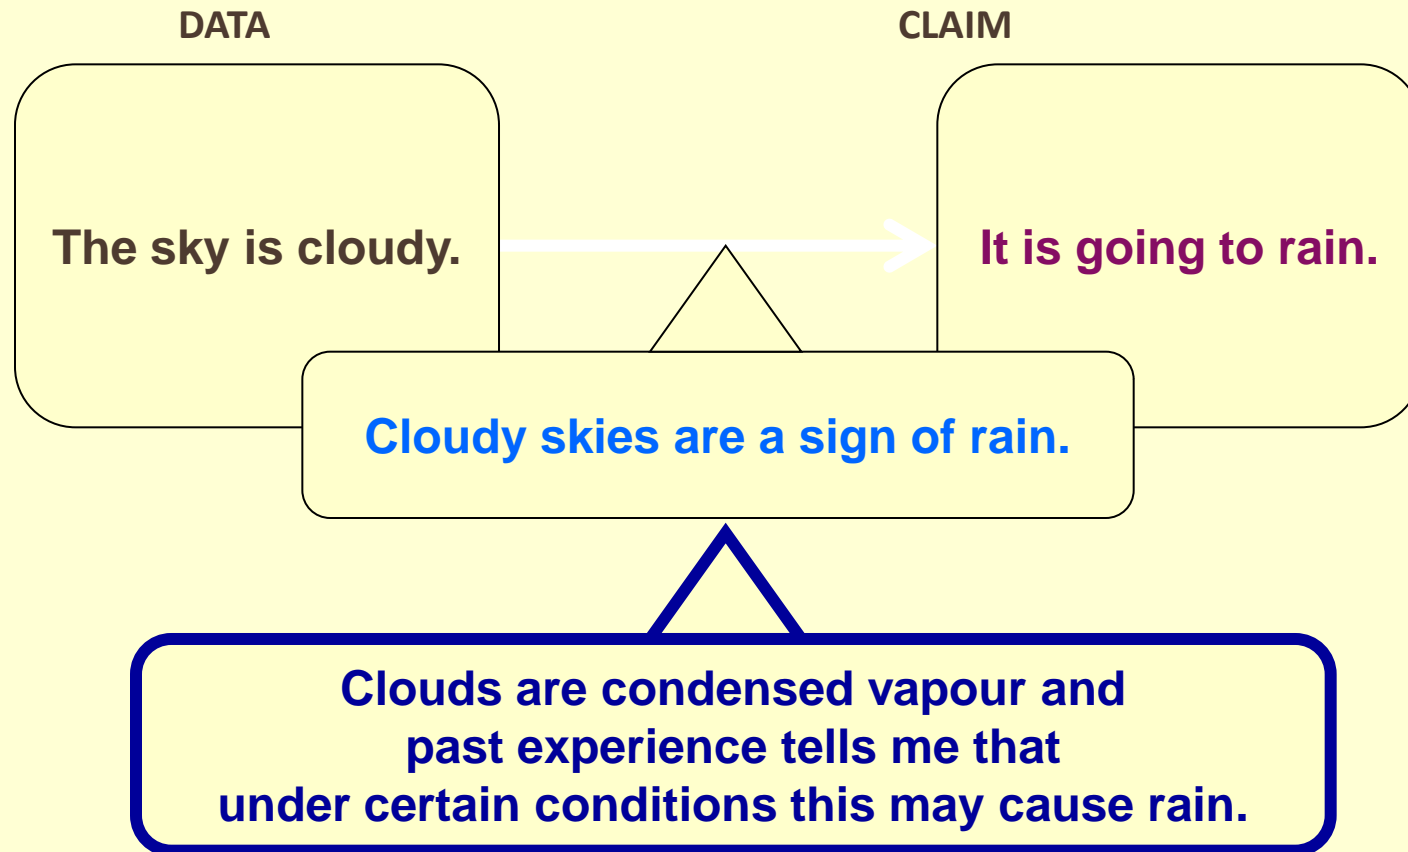 DATA
CLAIM
The sky is cloudy.
It is going to rain.
Cloudy skies are a sign of rain.
Clouds are condensed vapour and
past experience tells me that
under certain conditions this may cause rain.